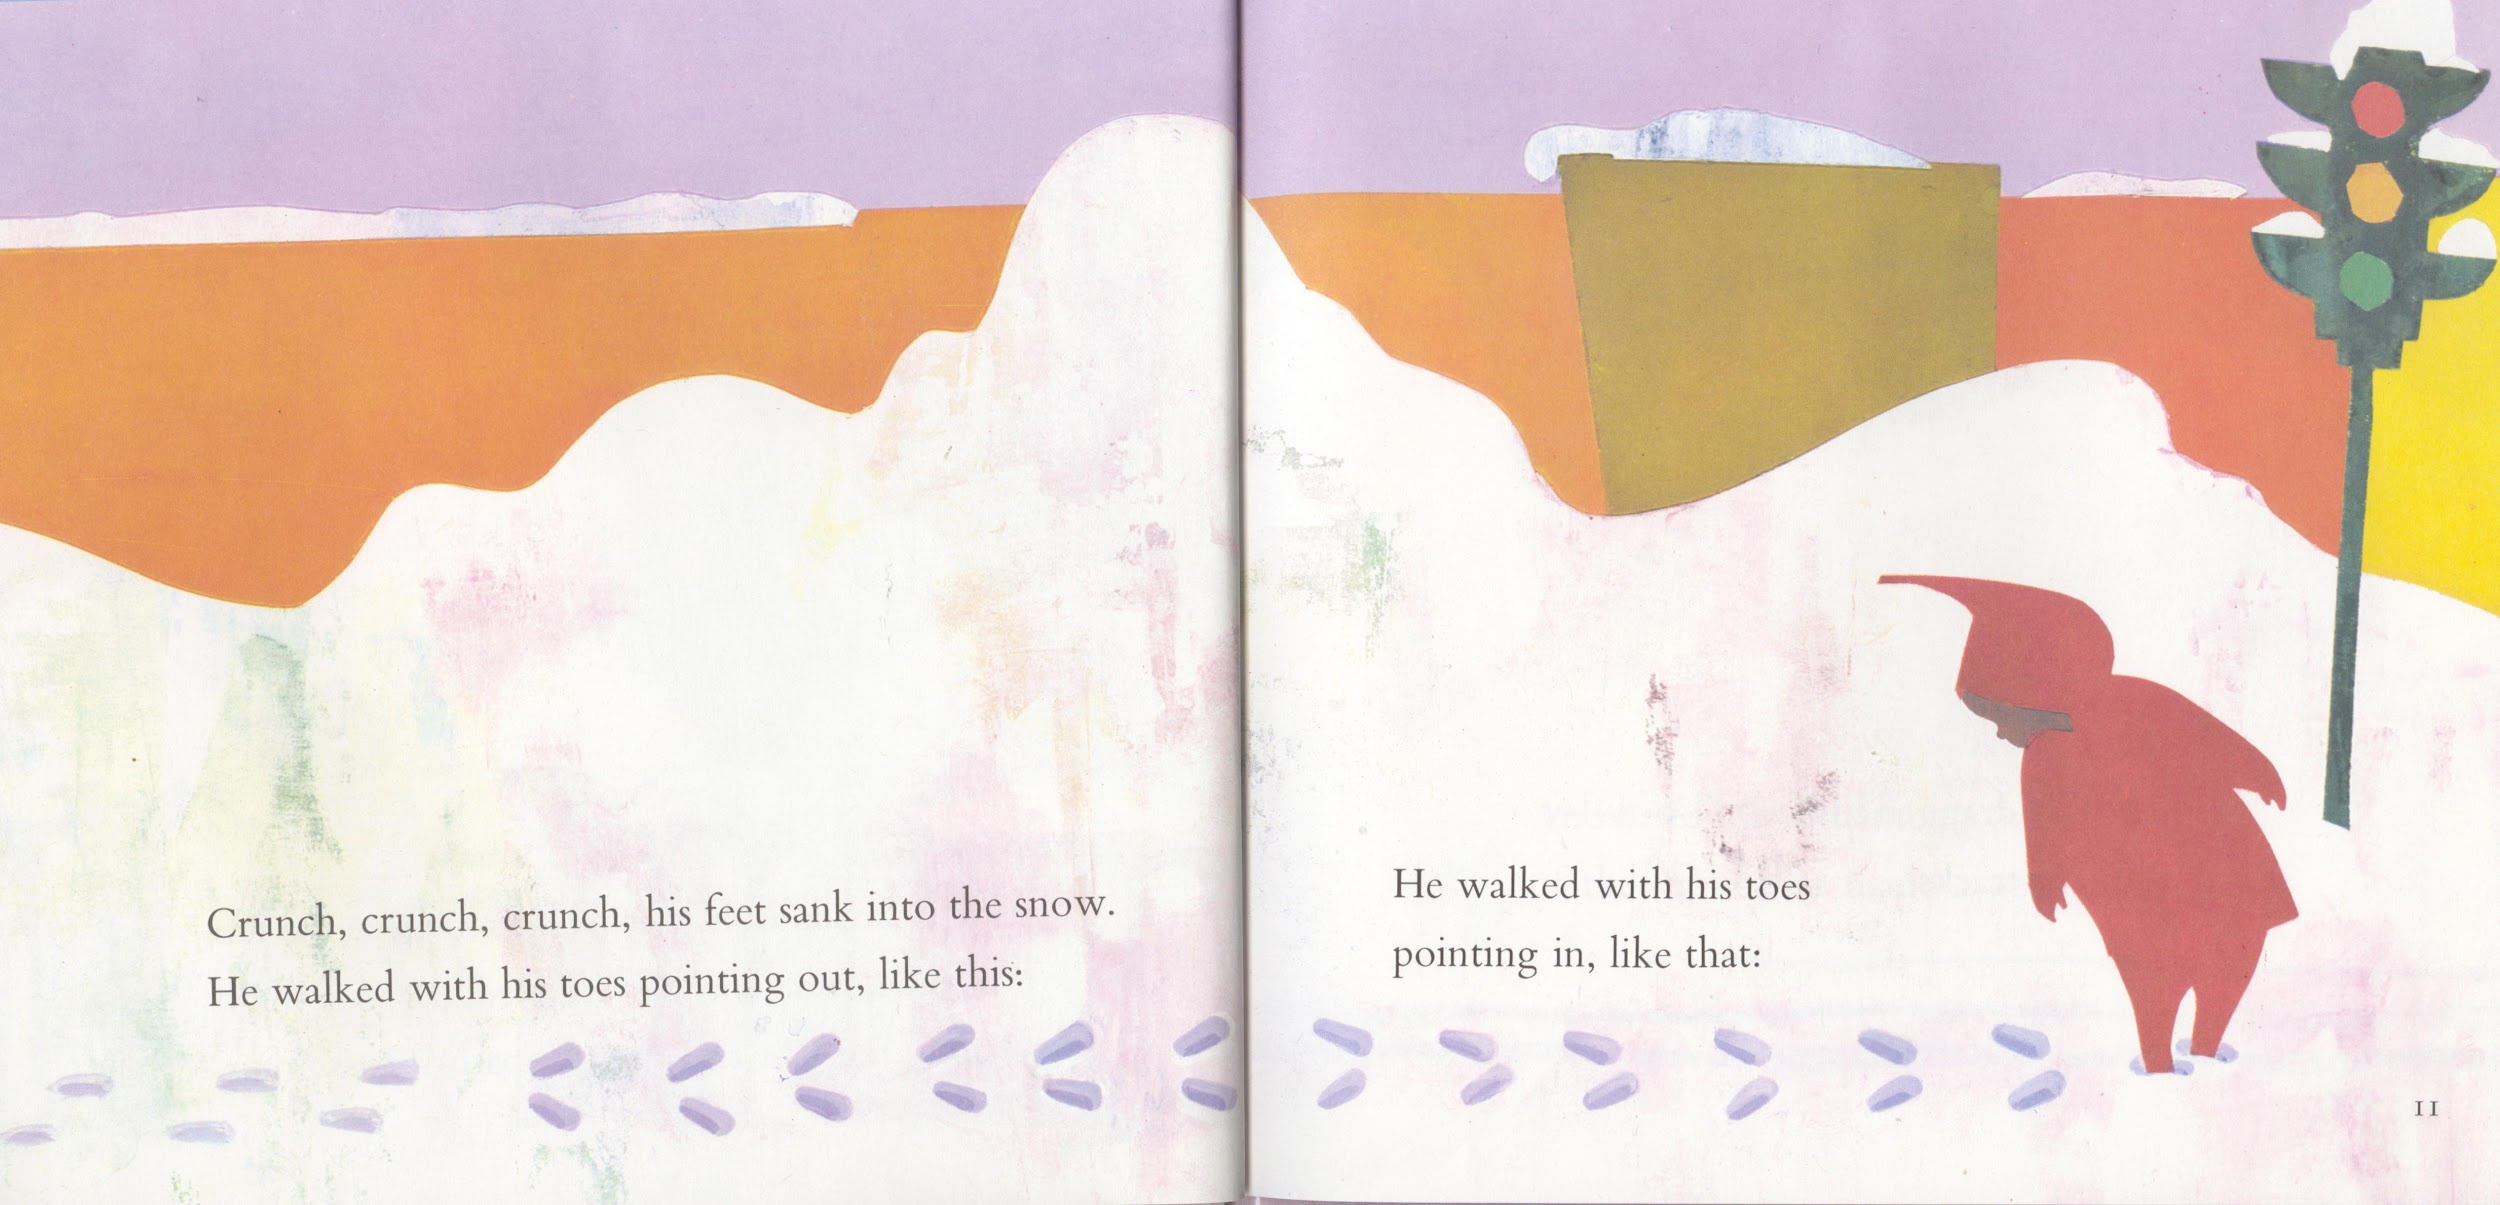 Crunch, crunch, crunch, his feet sank into the snow.
He walked with his toes pointing out, like this:
He walked with his toes
pointing in, like that:
11